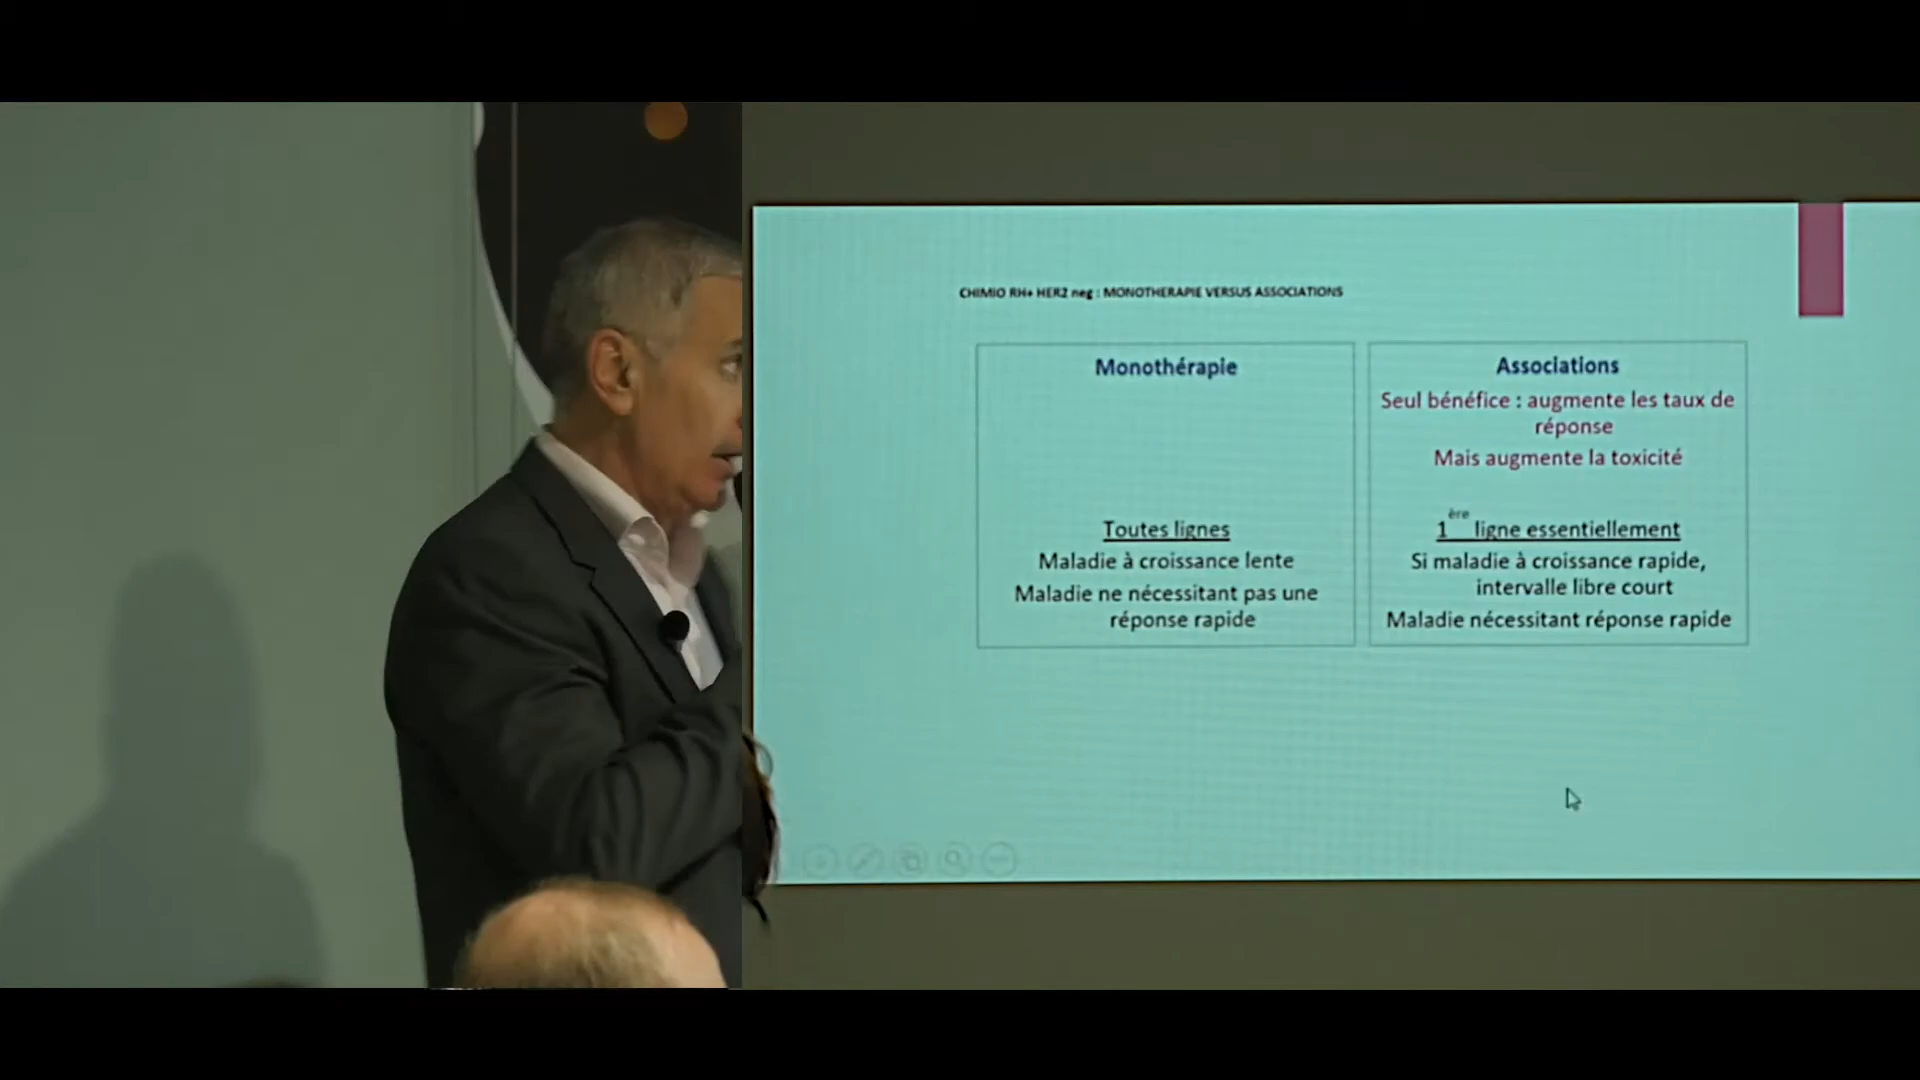 CHIMIO RH+ HER2 neg : MONOTHERAPIE VERSUS ASSOCIATIONS
Monothérapie
Toutes lignes
Maladie à croissance lente
Maladie ne nécessitant pas une
réponse rapide
Associations
Seul bénéfice : augmente les taux de
réponse
Mais augmente la toxicité
1ère ligne essentiellement
Si maladie à croissance rapide,
intervalle libre court
Maladie nécessitant réponse rapide